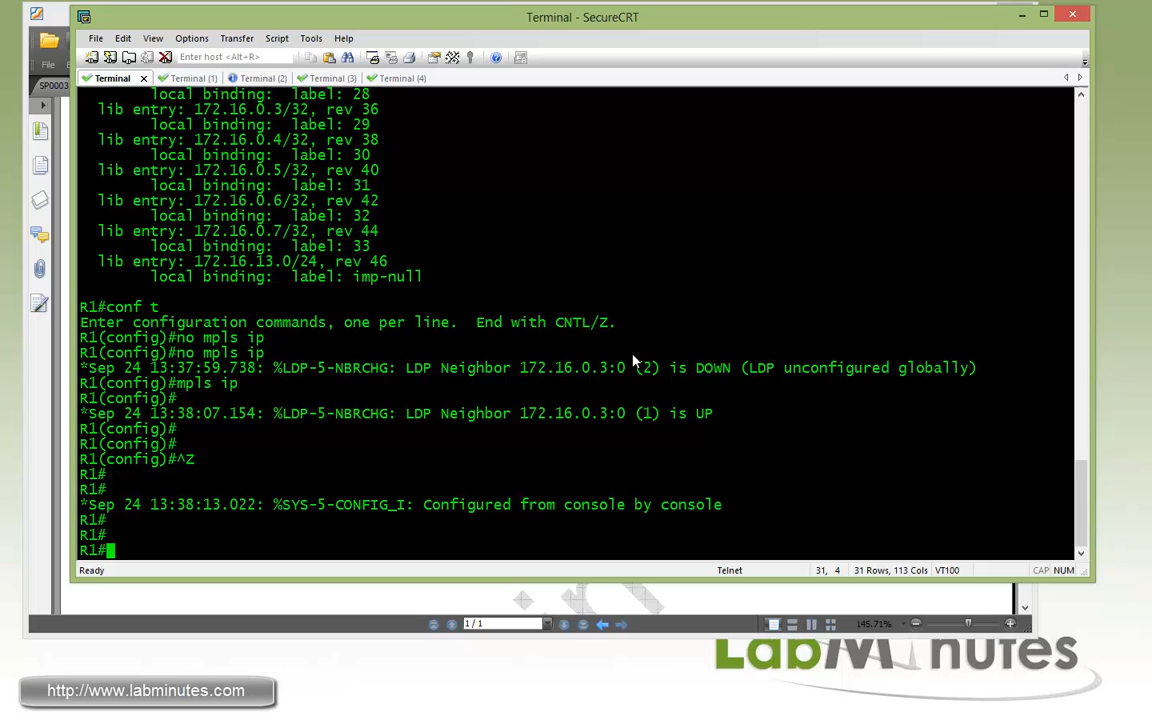 Terminal - SecureCRT
File Edit View Options Transfer Script Tools Help
Enter host <Alt+R>
File
SP0003
Terminal Terminal (1) Terminal (2) Terminal (3) Terminal (4)
local binding: label: 28
lib entry: 172.16.0.3/32, rev 36
local binding: label: 29
lib entry: 172.16.0.4/32, rev 38
local binding: label: 30
lib entry: 172.16.0.5/32, rev 40
local binding: label: 31
lib entry: 172.16.0.6/32, rev 42
local binding: label: 32
lib entry: 172.16.0.7/32, rev 44
local binding: label: 33
lib entry: 172.16.13.0/24, rev 46
local binding: label: imp-null
R1#conf t
Enter configuration commands, one per line. End with CNTL/Z.
R1(config)#no mpls ip
R1(config)#no mpls ip
*Sep 24 13:37:59.738: %LDP-5-NBRCHG: LDP Neighbor 172.16.0.3:0 (2) is DOWN (LDP unconfigured globally)
R1(config)#mpls ip
R1(config)#
*Sep 24 13:38:07.154: %LDP-5-NBRCHG: LDP Neighbor 172.16.0.3:0 (1) is UP
R1(config)#
R1(config)#
R1(config)#^Z
R1#
R1#
*Sep 24 13:38:13.022: %SYS-5-CONFIG_I: Configured from console by console
R1#
R1#
R1#
Ready Telnet 31, 4 31 Rows, 113 Cols VT100 CAP NUM
1 / 1 145.71%
LabMinutes
http://www.labminutes.com